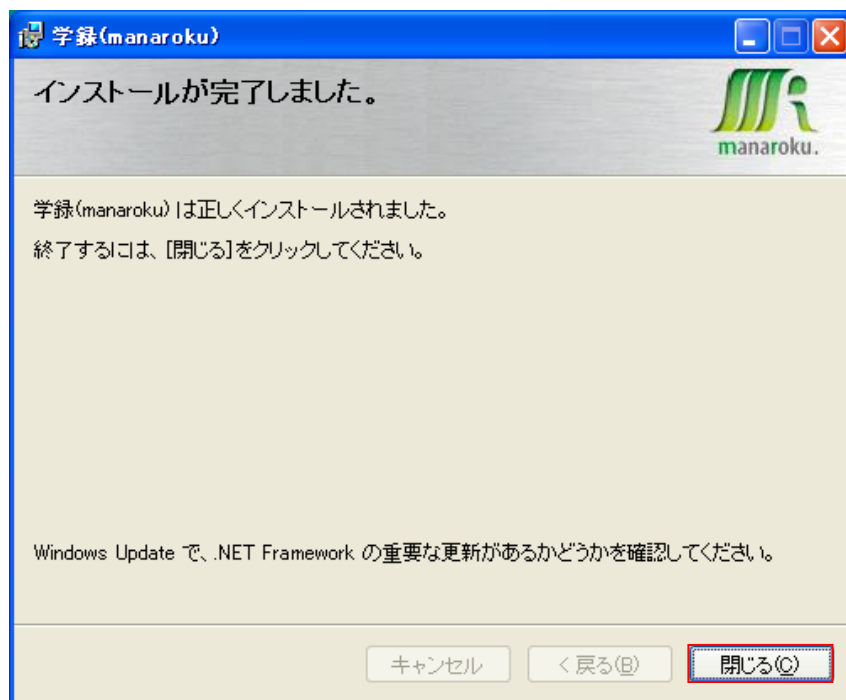 学録(manaroku)
インストールが完了しました。
manaroku.
学録(manaroku) は正しくインストールされました。
終了するには、[閉じる]をクリックしてください。
Windows Update で、.NET Framework の重要な更新があるかどうかを確認してください。
キャンセル
< 戻る(B)
閉じる(C)